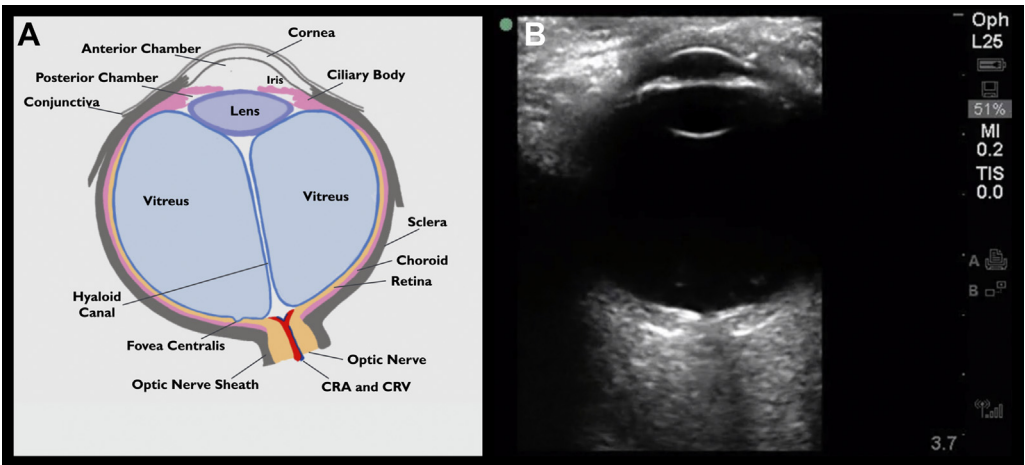 A
Cornea
Anterior Chamber
Posterior Chamber
Iris
Ciliary Body
Conjunctiva
Lens
Vitreus
Vitreus
Sclera
Choroid
Retina
Hyaloid
Canal
Fovea Centralis
Optic Nerve
Optic Nerve Sheath
CRA and CRV
B
Oph
L25
51%
MI
0.2
TIS
0.0
A
B
3.7